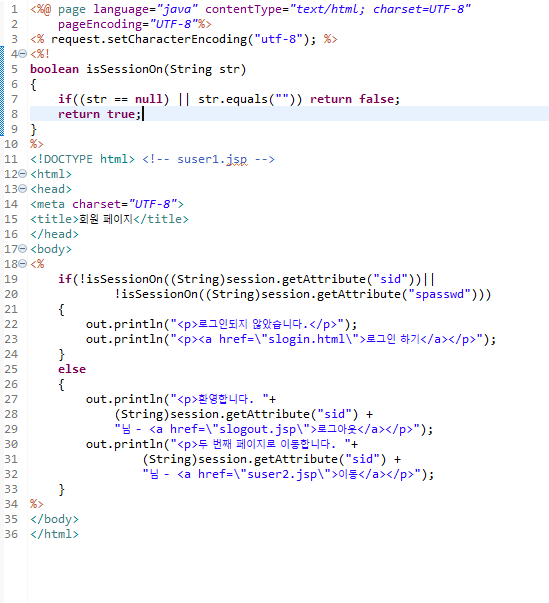 1 <%@ page language="java" contentType="text/html; charset=UTF-8"
2     pageEncoding="UTF-8"%>
3 <% request.setCharacterEncoding("utf-8"); %>
4 <%!
5 boolean isSessionOn(String str)
6 {
7     if((str == null) || str.equals("")) return false;
8     return true;
9 }
10 %>
11 <!DOCTYPE html> <!-- suser1.jsp -->
12 <html>
13 <head>
14 <meta charset="UTF-8">
15 <title>회원 페이지</title>
16 </head>
17 <body>
18 <%
19     if(!isSessionOn((String)session.getAttribute("sid"))||
20             !isSessionOn((String)session.getAttribute("spasswd")))
21     {
22         out.println("<p>로그인되지 않았습니다.</p>");
23         out.println("<p><a href=\"slogin.html\">로그인 하기</a></p>");
24     }
25     else
26     {
27         out.println("<p>환영합니다. "+
28             (String)session.getAttribute("sid") +
29             "님 - <a href=\"slogout.jsp\">로그아웃</a></p>");
30         out.println("<p>두 번째 페이지로 이동합니다. "+
31                 (String)session.getAttribute("sid") +
32                 "님 - <a href=\"suser2.jsp\">이동</a></p>");
33     }
34 %>
35 </body>
36 </html>